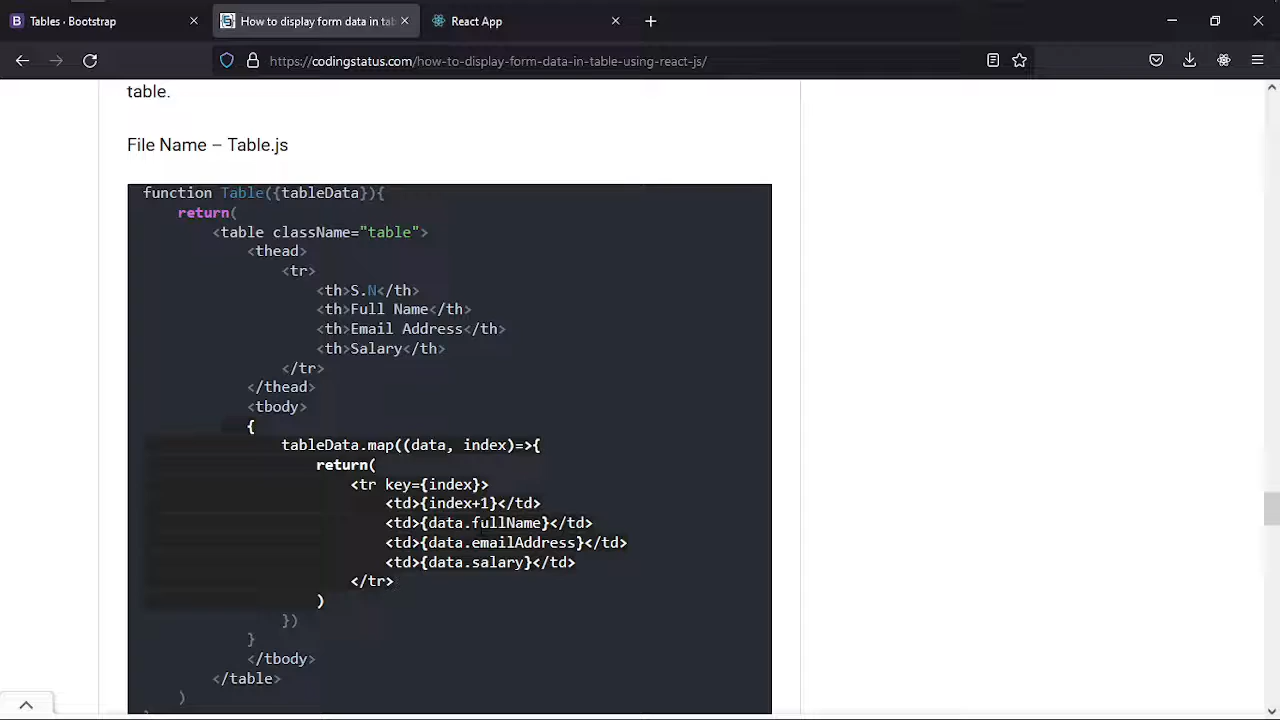 Tables · Bootstrap
How to display form data in tab
React App
https://codingstatus.com/how-to-display-form-data-in-table-using-react-js/
table.
File Name – Table.js
function Table({tableData}){
return(
<table className="table">
<thead>
<tr>
<th>S.N</th>
<th>Full Name</th>
<th>Email Address</th>
<th>Salary</th>
</tr>
</thead>
<tbody>
{
tableData.map((data, index)=>{
return(
<tr key={index}>
<td>{index+1}</td>
<td>{data.fullName}</td>
<td>{data.emailAddress}</td>
<td>{data.salary}</td>
</tr>
)
})
}
</tbody>
</table>
)